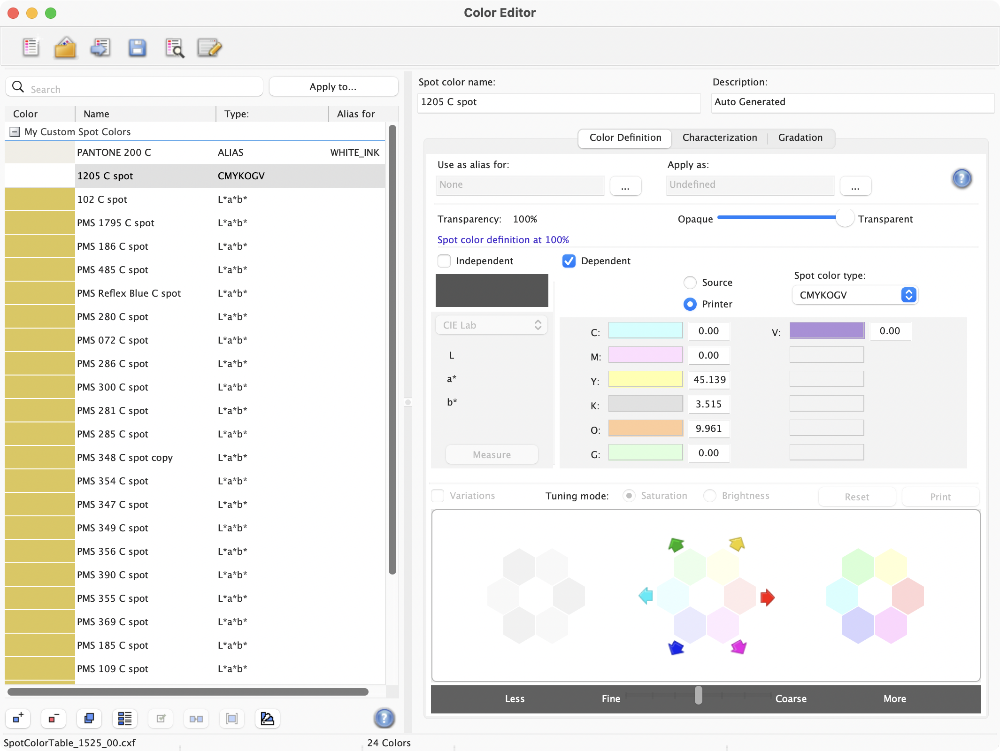 Color Editor
Search
Apply to...
Color Name Type: Alias for
My Custom Spot Colors
PANTONE 200 C ALIAS WHITE_INK
1205 C spot CMYKOGV
102 C spot L*a*b*
PMS 1795 C spot L*a*b*
PMS 186 C spot L*a*b*
PMS 485 C spot L*a*b*
PMS Reflex Blue C spot L*a*b*
PMS 280 C spot L*a*b*
PMS 072 C spot L*a*b*
PMS 286 C spot L*a*b*
PMS 300 C spot L*a*b*
PMS 281 C spot L*a*b*
PMS 285 C spot L*a*b*
PMS 348 C spot copy L*a*b*
PMS 354 C spot L*a*b*
PMS 347 C spot L*a*b*
PMS 349 C spot L*a*b*
PMS 356 C spot L*a*b*
PMS 390 C spot L*a*b*
PMS 355 C spot L*a*b*
PMS 369 C spot L*a*b*
PMS 185 C spot L*a*b*
PMS 109 C spot L*a*b*
Spot color name: Description:
1205 C spot Auto Generated
Color Definition Characterization Gradation
Use as alias for: Apply as:
None ... Undefined ... ?
Transparency: 100% Opaque Transparent
Spot color definition at 100%
Independent Dependent
Source
Printer
Spot color type:
CMYKOGV
CIE Lab
L
a*
b*
Measure
C: 0.00 V: 0.00
M: 0.00
Y: 45.139
K: 3.515
O: 9.961
G: 0.00
Variations Tuning mode: Saturation Brightness Reset Print
Less Fine Coarse More
?
SpotColorTable_1525_00.cxf 24 Colors